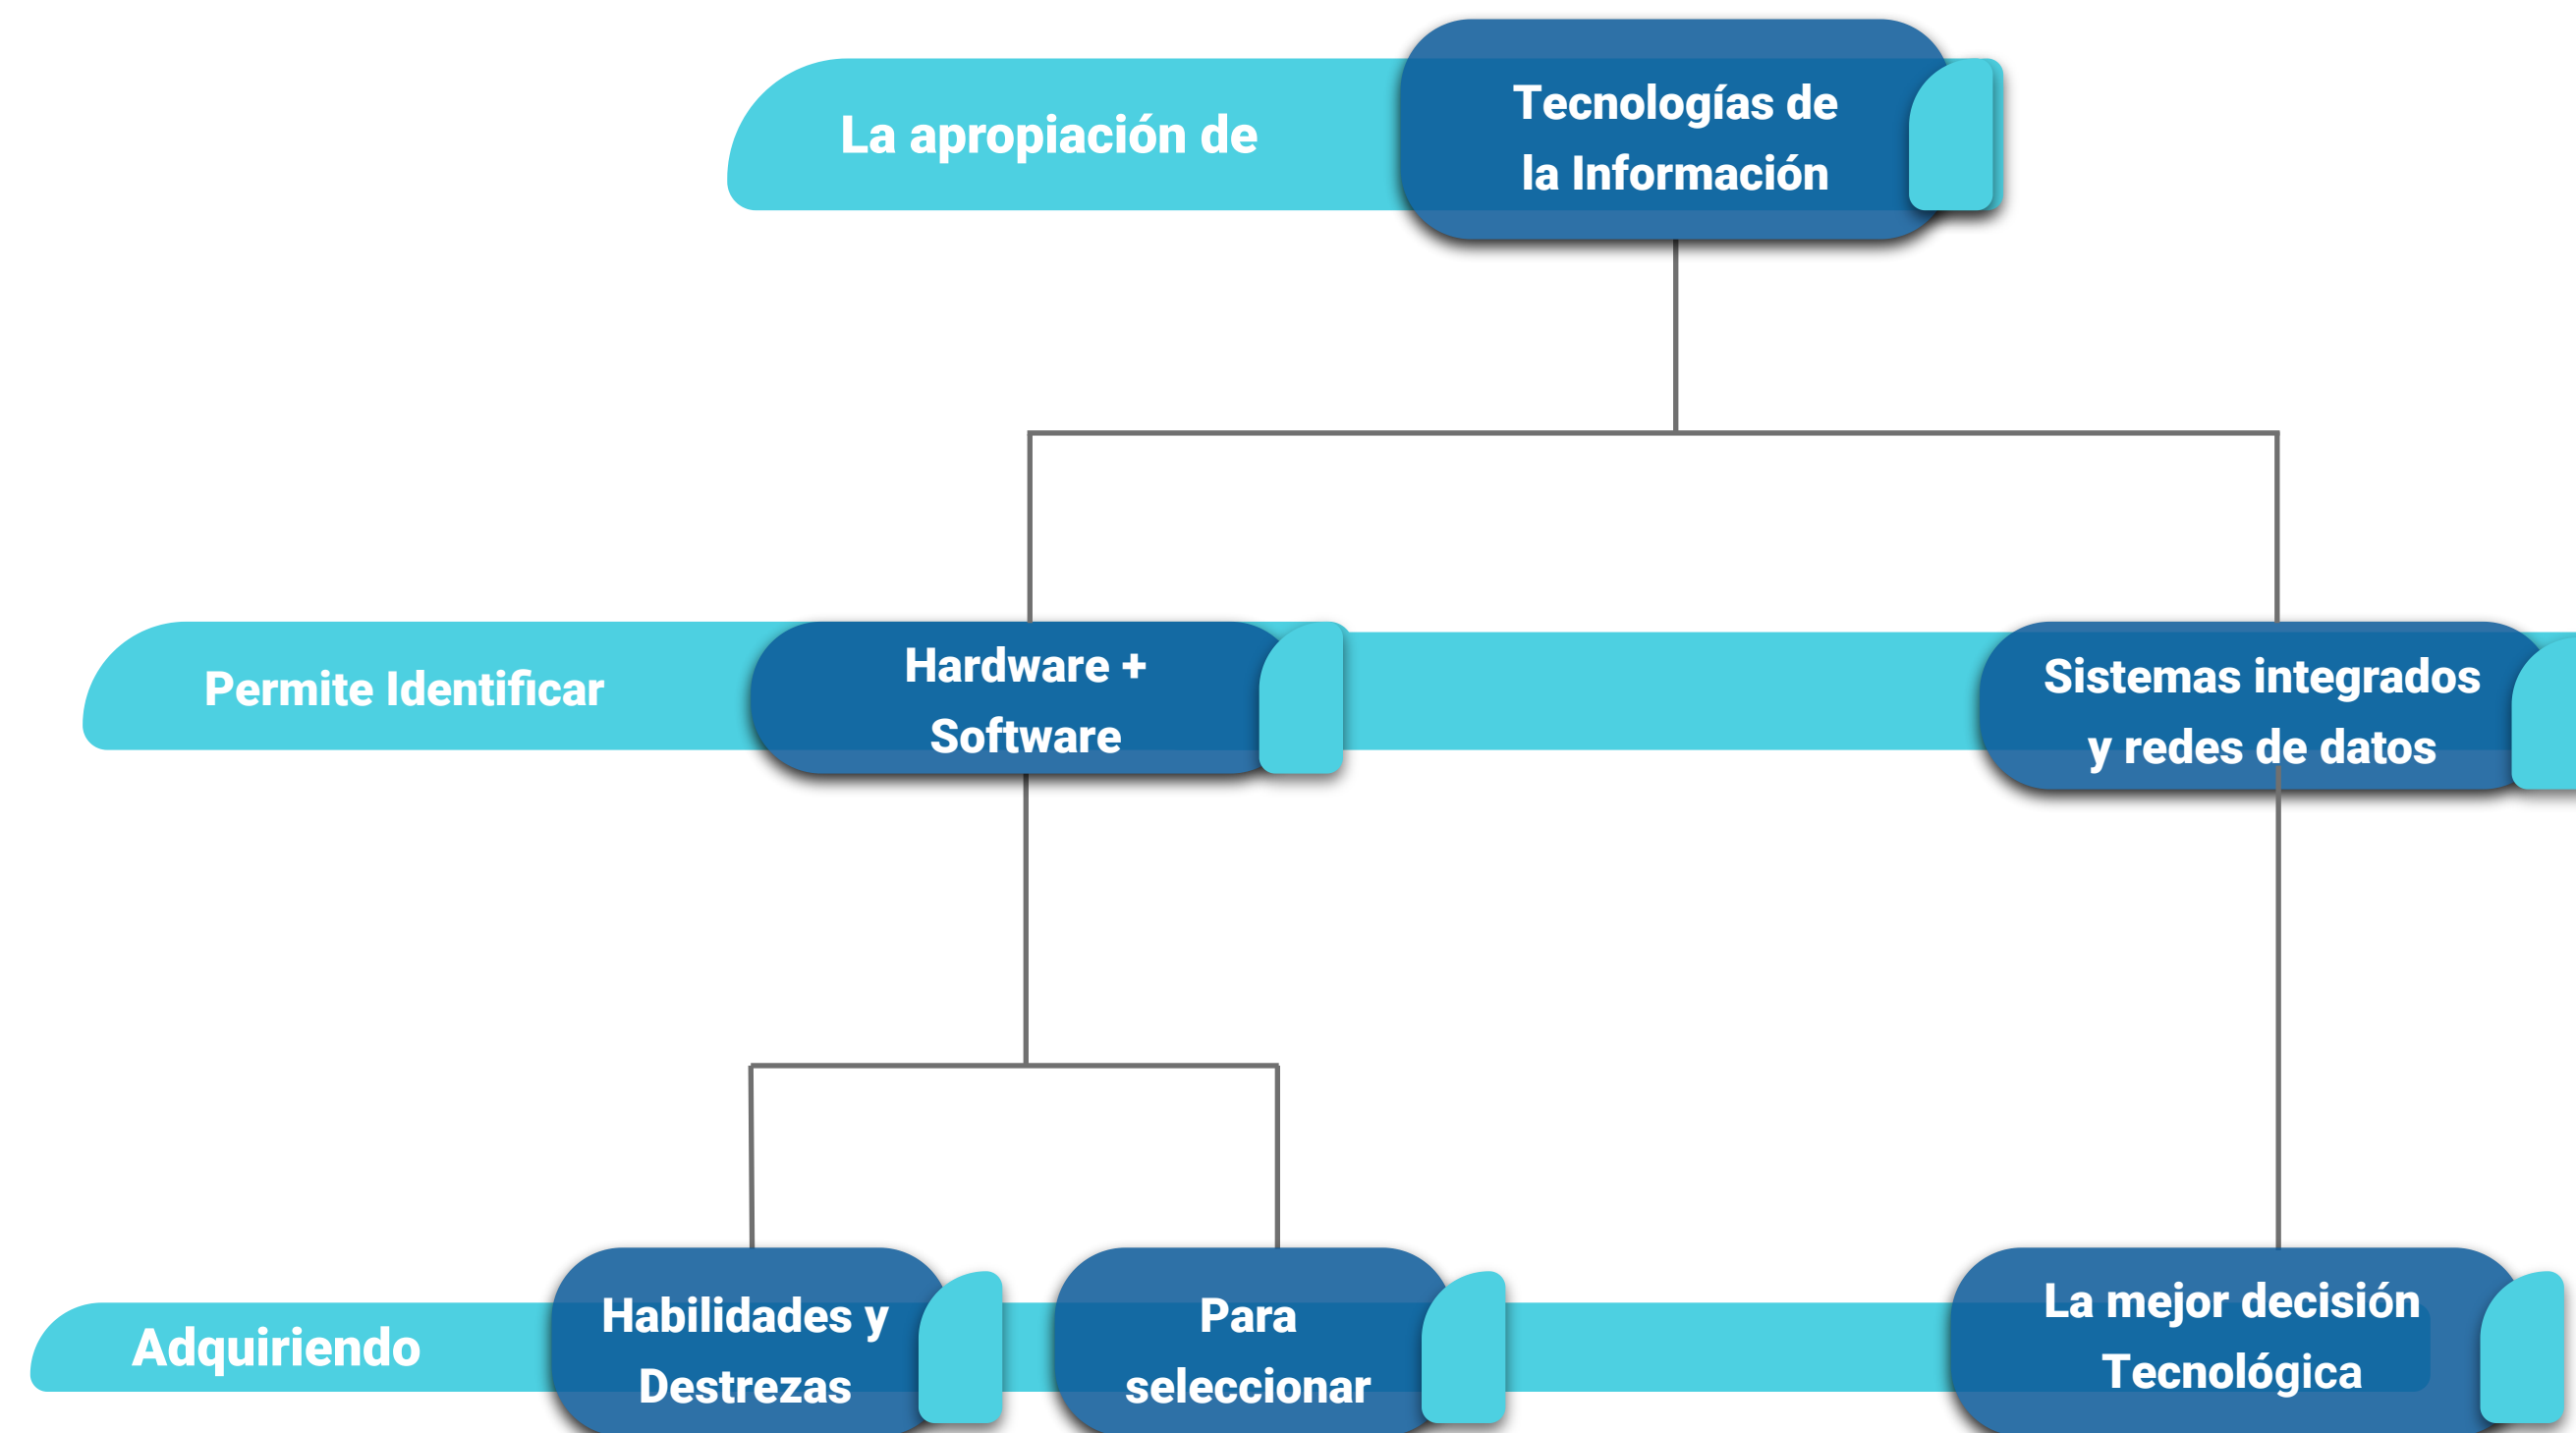 La apropiación de
Tecnologías de
la Información
Permite Identificar
Hardware +
Software
Sistemas integrados
y redes de datos
Adquiriendo
Habilidades y
Destrezas
Para
seleccionar
La mejor decisión
Tecnológica